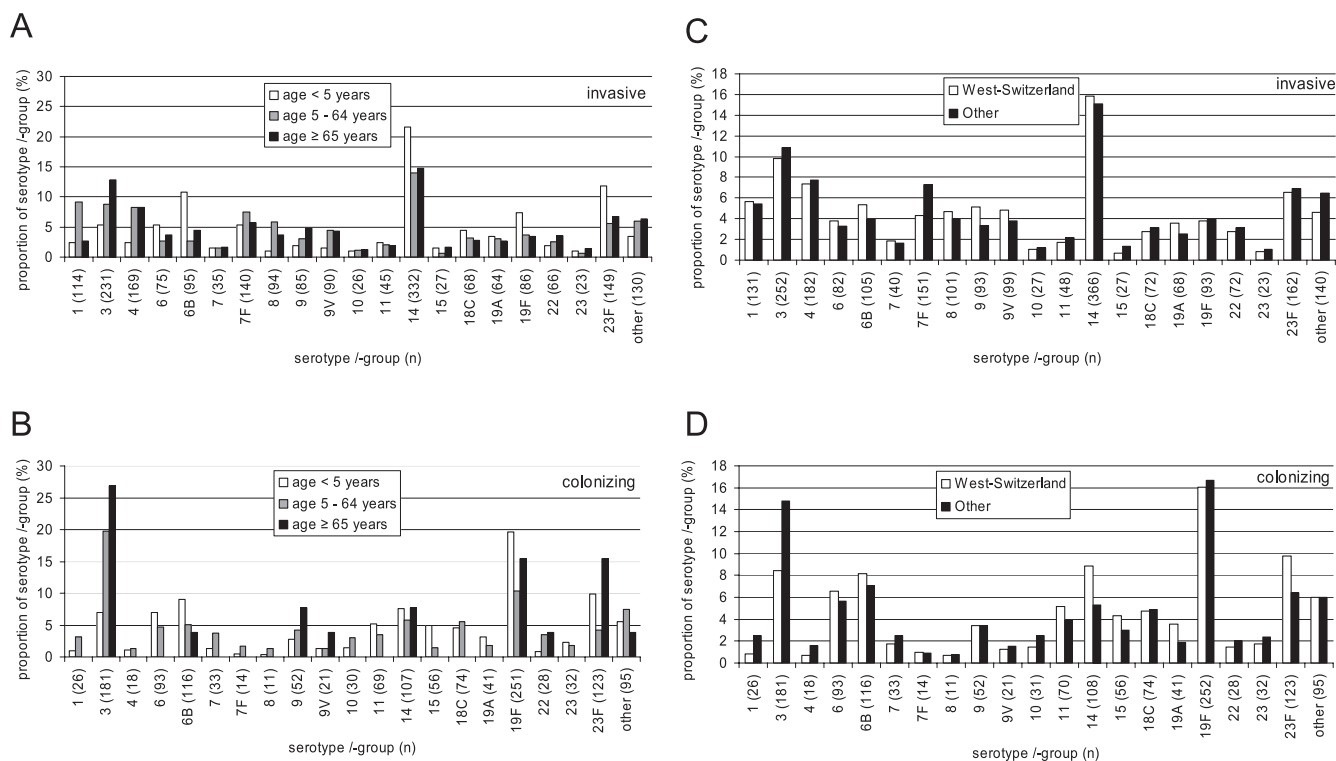 A
proportion of serotype /-group (%)
30
25
20
15
10
5
0
age < 5 years
age 5 - 64 years
age ≥ 65 years
invasive
1 (114)
3 (231)
4 (169)
6 (75)
6B (95)
7 (35)
7F (140)
8 (94)
9 (85)
9V (90)
10 (26)
11 (45)
14 (332)
15 (27)
18C (68)
19A (64)
19F (86)
22 (66)
23 (23)
23F (149)
other (130)
serotype /-group (n)
C
proportion of serotype /-group (%)
18
16
14
12
10
8
6
4
2
0
West-Switzerland
Other
invasive
1 (131)
3 (252)
4 (182)
6 (82)
6B (105)
7 (40)
7F (151)
8 (101)
9 (93)
9V (99)
10 (27)
11 (48)
14 (366)
15 (27)
18C (72)
19A (68)
19F (93)
22 (72)
23 (23)
23F (162)
other (140)
serotype /-group (n)
B
proportion of serotype /-group (%)
30
25
20
15
10
5
0
age < 5 years
age 5 - 64 years
age ≥ 65 years
colonizing
1 (26)
3 (181)
4 (18)
6 (93)
6B (116)
7 (33)
7F (14)
8 (11)
9 (52)
9V (21)
10 (30)
11 (69)
14 (107)
15 (56)
18C (74)
19A (41)
19F (251)
22 (28)
23 (32)
23F (123)
other (95)
serotype /-group (n)
D
proportion of serotype /-group (%)
18
16
14
12
10
8
6
4
2
0
West-Switzerland
Other
colonizing
1 (26)
3 (181)
4 (18)
6 (93)
6B (116)
7 (33)
7F (14)
8 (11)
9 (52)
9V (21)
10 (31)
11 (70)
14 (108)
15 (56)
18C (74)
19A (41)
19F (252)
22 (28)
23 (32)
23F (123)
other (95)
serotype /-group (n)